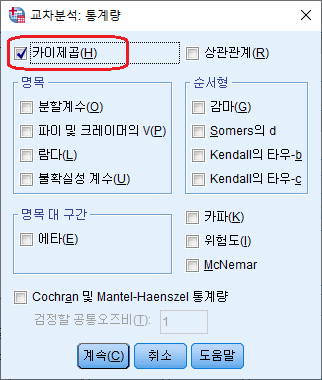 교차분석: 통계량
카이제곱(H) 상관관계(R)
명목 순서형
분할계수(O) 감마(G)
파이 및 크레이머의 V(P) Somers의 d
람다(L) Kendall의 타우-b
불확실성 계수(U) Kendall의 타우-c
명목 대 구간 카파(K)
에타(E) 위험도(I)
McNemar
Cochran 및 Mantel-Haenszel 통계량
검정할 공통오즈비(T): 1
계속(C) 취소 도움말